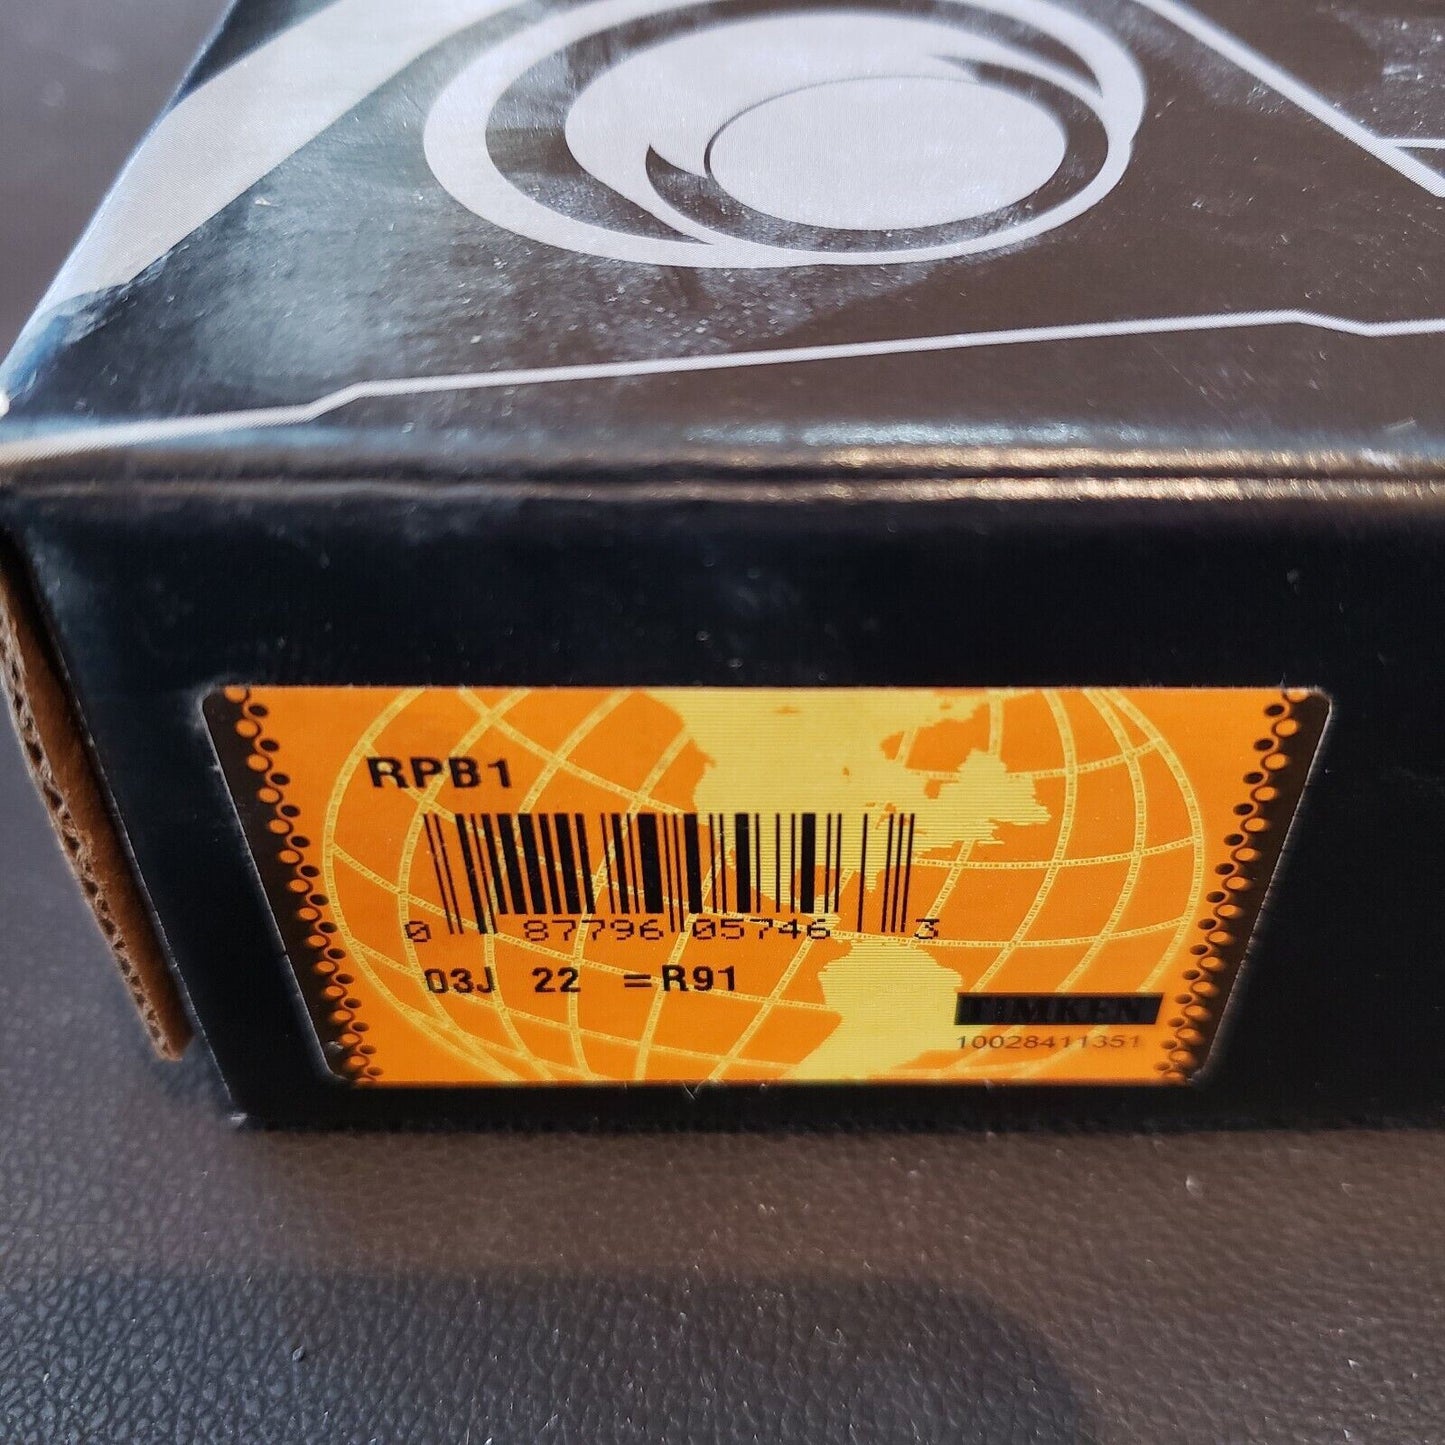 RPB1
0 87796 05746 3
03J 22 =R91
TIMKEN
10028411351